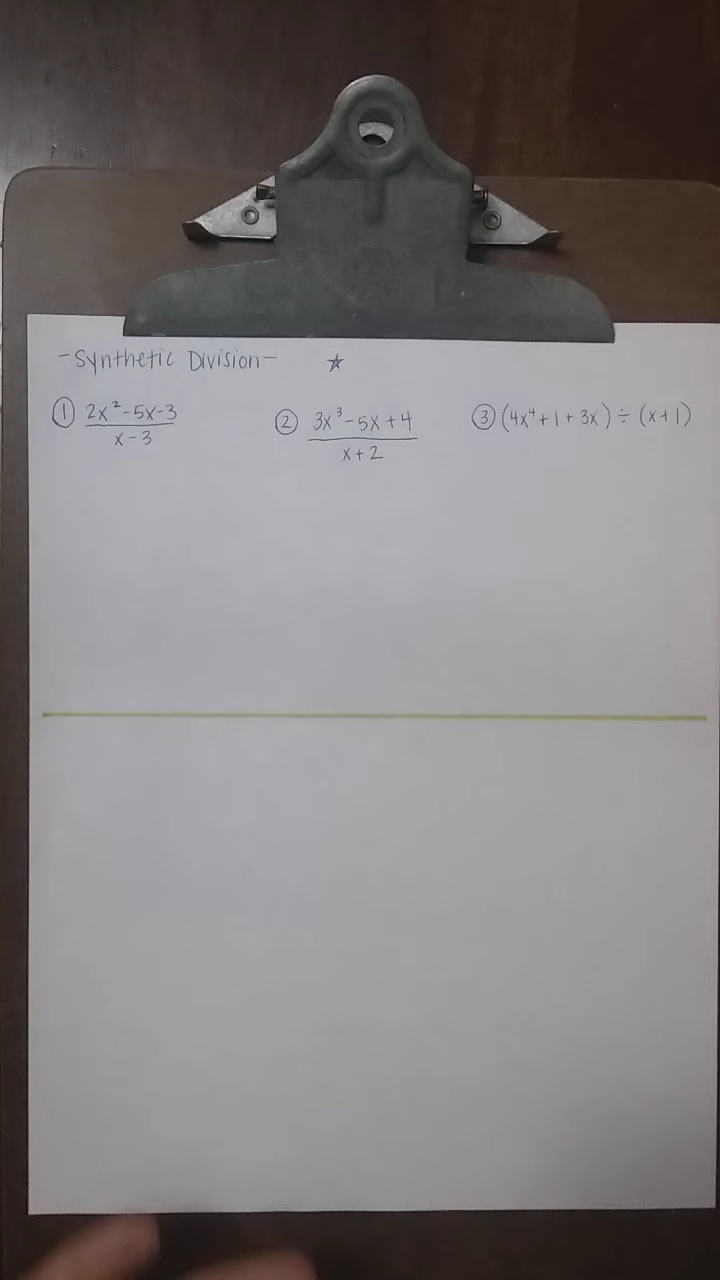 -Synthetic Division- ☆
① 2x²-5x-3
x-3
② 3x³-5x+4
x+2
③ (4x⁴+1+3x) ÷ (x+1)